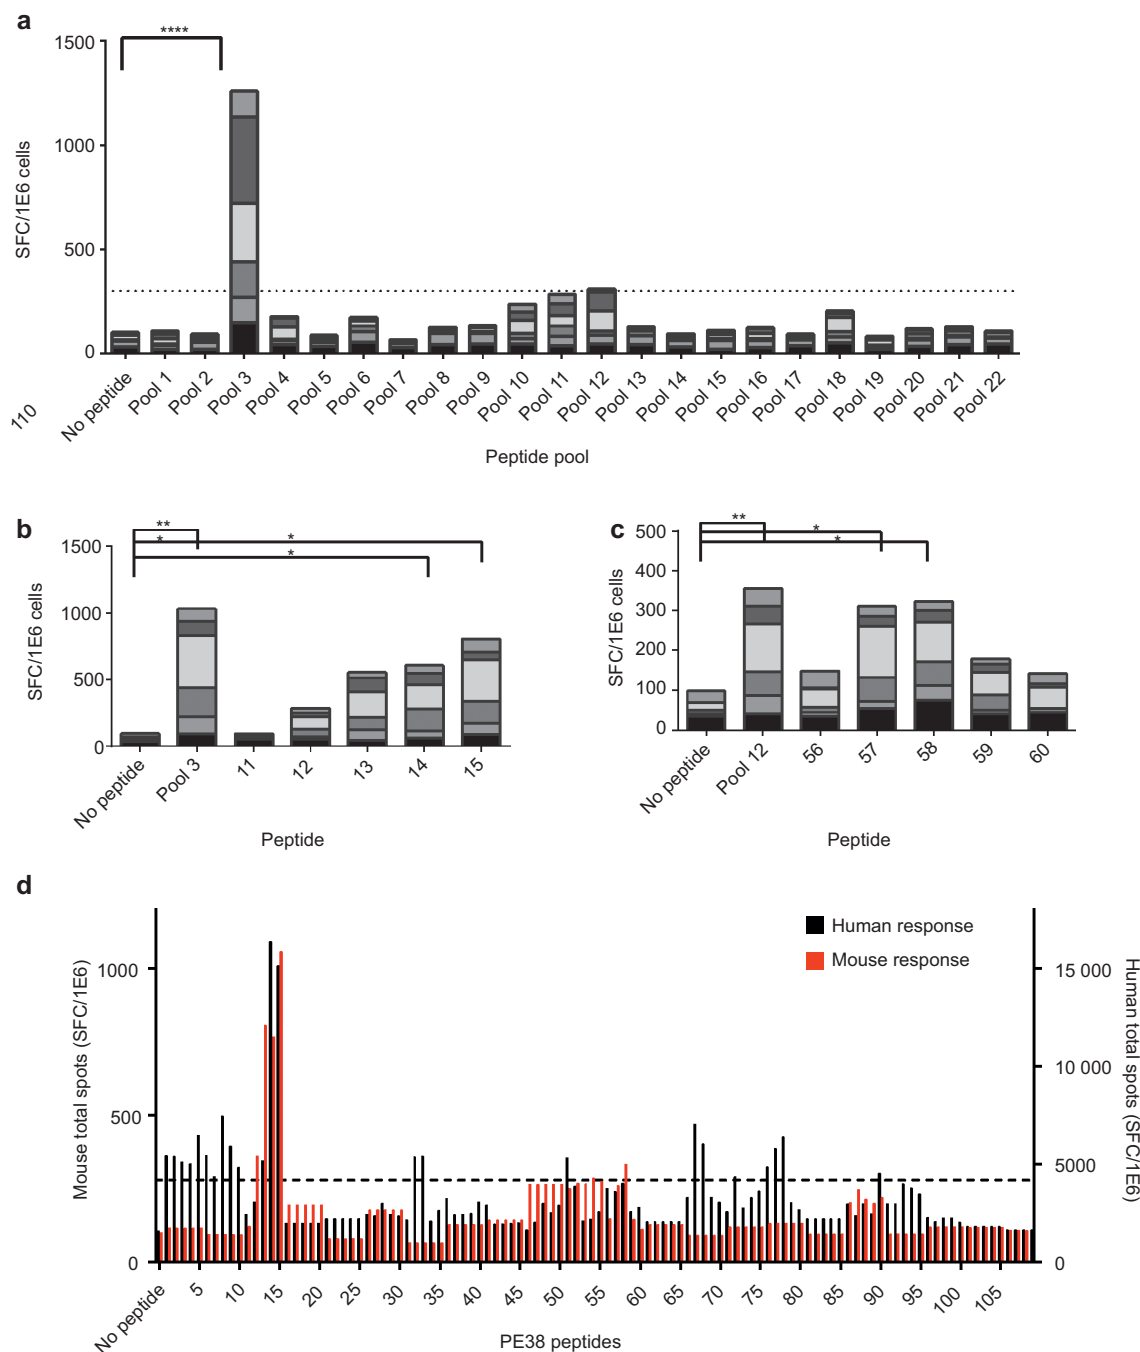 a
****
1500
1000
500
0
SFC/1E6 cells
No peptide
Pool 1
Pool 2
Pool 3
Pool 4
Pool 5
Pool 6
Pool 7
Pool 8
Pool 9
Pool 10
Pool 11
Pool 12
Pool 13
Pool 14
Pool 15
Pool 16
Pool 17
Pool 18
Pool 19
Pool 20
Pool 21
Pool 22
110
Peptide pool
b
**
*
*
*
1500
1000
500
0
SFC/1E6 cells
No peptide
Pool 3
11
12
13
14
15
Peptide
c
**
*
*
500
400
300
200
100
0
SFC/1E6 cells
No peptide
Pool 12
56
57
58
59
60
Peptide
d
Human response
Mouse response
1000
500
0
Mouse total spots (SFC/1E6)
15 000
10 000
5000
0
Human total spots (SFC/1E6)
No peptide
5
10
15
20
25
30
35
40
45
50
55
60
65
70
75
80
85
90
95
100
105
PE38 peptides